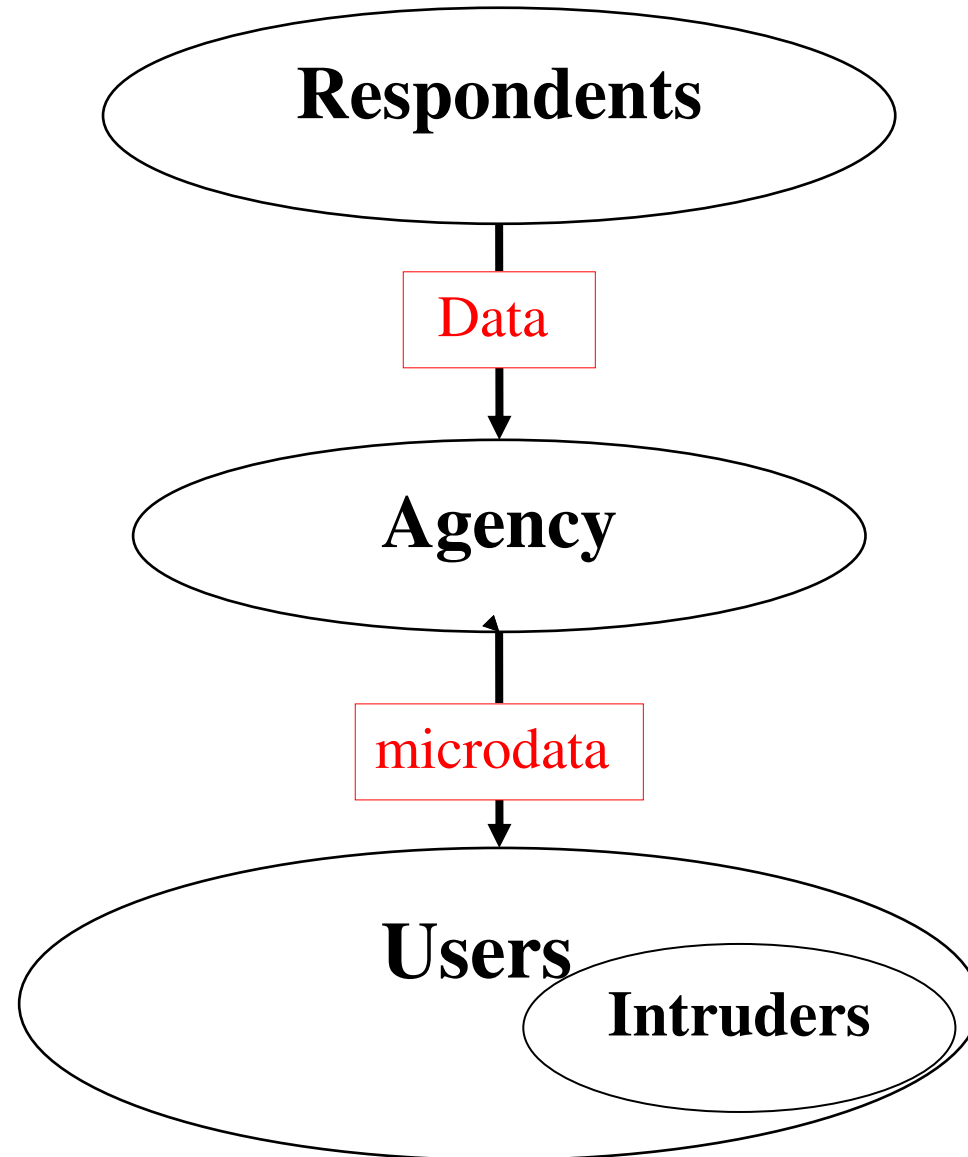 Respondents
Data
Agency
microdata
Users
Intruders